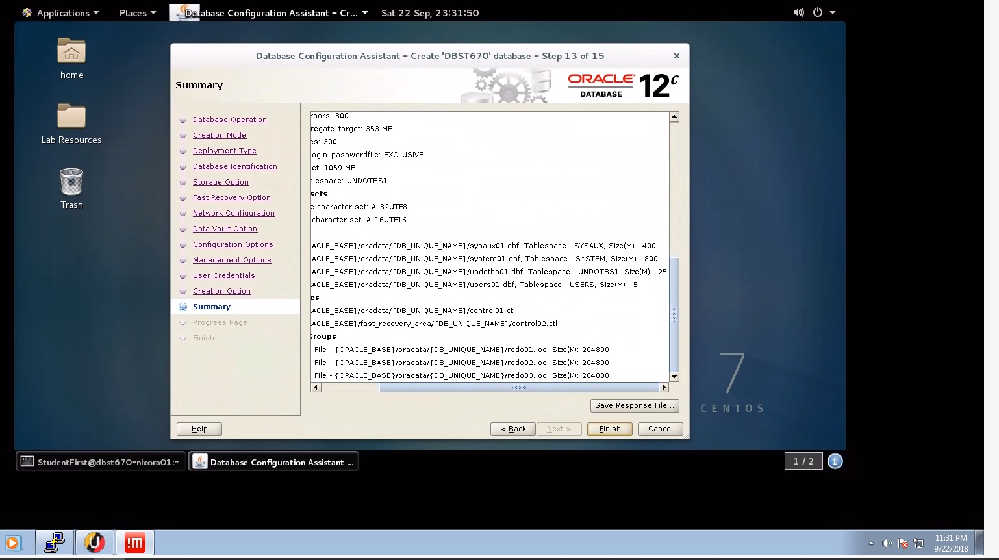 Applications Places Database Configuration Assistant – Cr... Sat 22 Sep, 23:31:50
home
Lab Resources
Trash
Database Configuration Assistant – Create 'DBST670' database – Step 13 of 15
Summary
ORACLE DATABASE 12c
Database Operation
Creation Mode
Deployment Type
Database Identification
Storage Option
Fast Recovery Option
Network Configuration
Data Vault Option
Configuration Options
Management Options
User Credentials
Creation Option
Summary
Progress Page
Finish
rsors: 300
regate_target: 353 MB
es: 300
ogin_passwordfile: EXCLUSIVE
et: 1059 MB
blespace: UNDOTBS1
sets
e character set: AL32UTF8
character set: AL16UTF16
ACLE_BASE}/oradata/{DB_UNIQUE_NAME}/sysaux01.dbf, Tablespace - SYSAUX, Size(M) - 400
ACLE_BASE}/oradata/{DB_UNIQUE_NAME}/system01.dbf, Tablespace - SYSTEM, Size(M) - 800
ACLE_BASE}/oradata/{DB_UNIQUE_NAME}/undotbs01.dbf, Tablespace - UNDOTBS1, Size(M) - 25
ACLE_BASE}/oradata/{DB_UNIQUE_NAME}/users01.dbf, Tablespace - USERS, Size(M) - 5
es
ACLE_BASE}/oradata/{DB_UNIQUE_NAME}/control01.ctl
ACLE_BASE}/fast_recovery_area/{DB_UNIQUE_NAME}/control02.ctl
Groups
File - {ORACLE_BASE}/oradata/{DB_UNIQUE_NAME}/redo01.log, Size(K): 204800
File - {ORACLE_BASE}/oradata/{DB_UNIQUE_NAME}/redo02.log, Size(K): 204800
File - {ORACLE_BASE}/oradata/{DB_UNIQUE_NAME}/redo03.log, Size(K): 204800
Save Response File...
Help < Back Next > Finish Cancel
7
CENTOS
StudentFirst@dbst670-nixora01:~ Database Configuration Assistant ... 1 / 2 1
!M
11:31 PM
9/22/2018